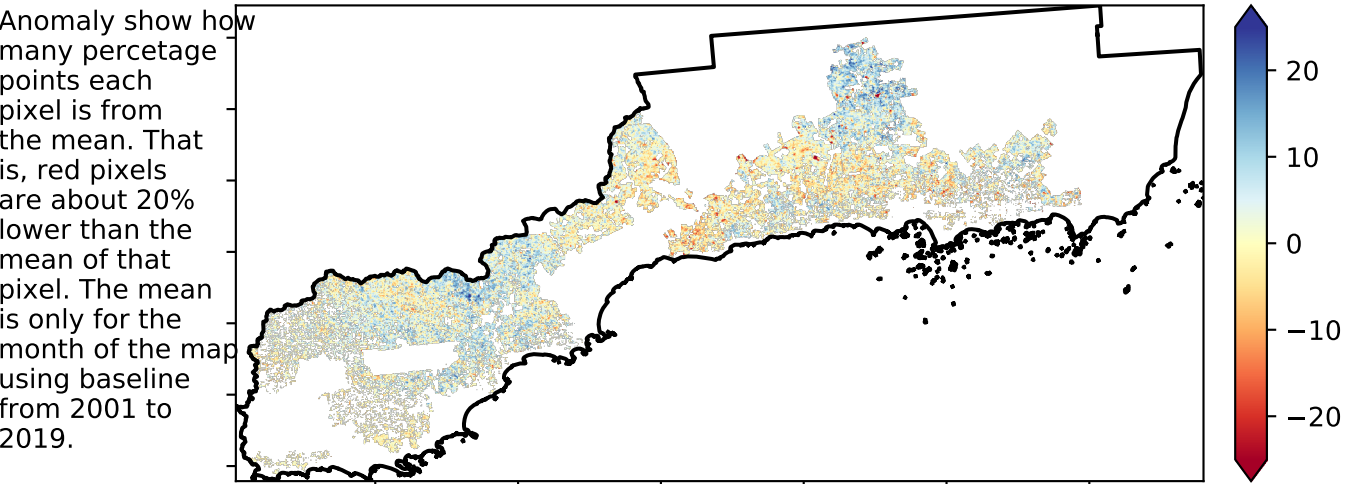 Anomaly show how
many percetage
points each
pixel is from
the mean. That
is, red pixels
are about 20%
lower than the
mean of that
pixel. The mean
is only for the
month of the map
using baseline
from 2001 to
2019.
20
10
0
−10
−20